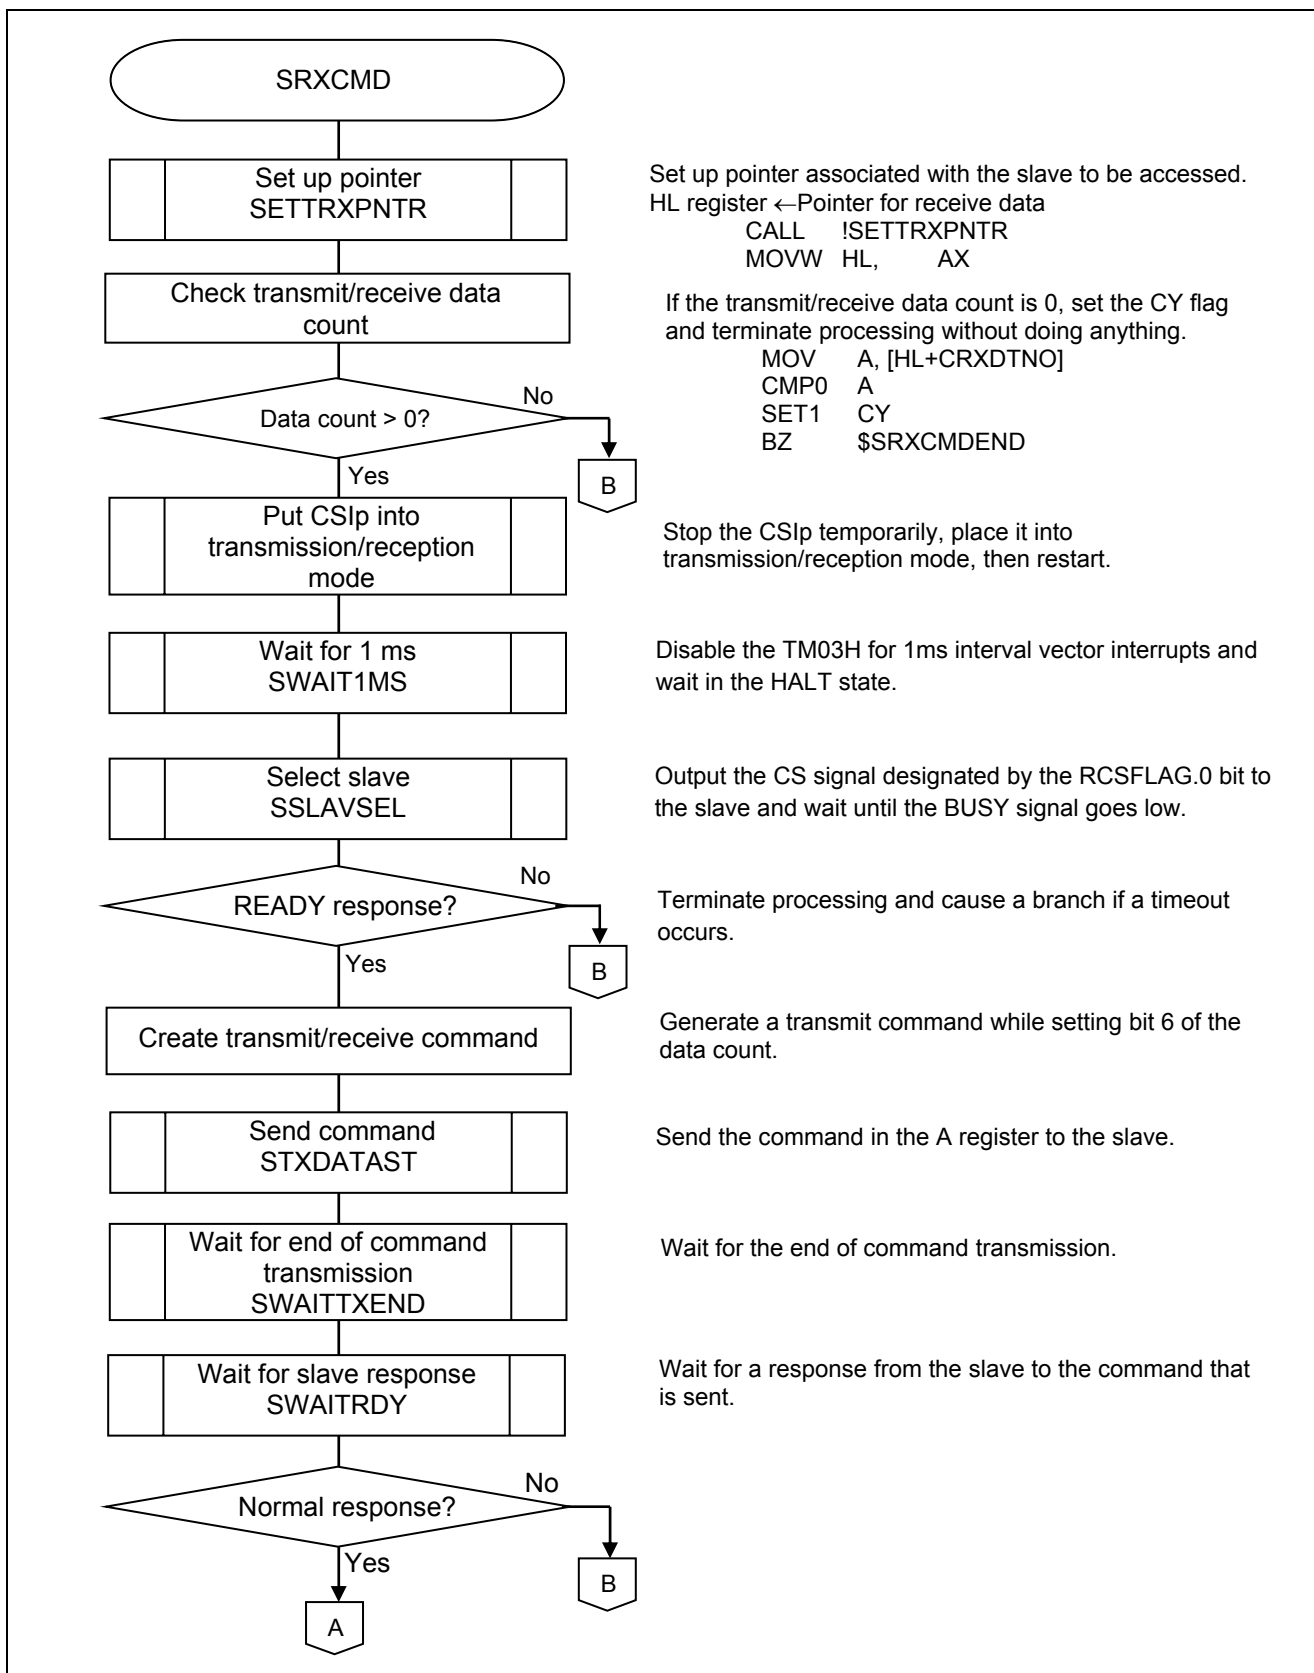 SRXCMD
Set up pointer
SETTRXPNTR
Set up pointer associated with the slave to be accessed.
HL register ←Pointer for receive data
CALL !SETTRXPNTR
MOVW HL, AX
Check transmit/receive data
count
If the transmit/receive data count is 0, set the CY flag
and terminate processing without doing anything.
MOV A, [HL+CRXDTNO]
CMP0 A
SET1 CY
BZ $SRXCMDEND
Data count > 0?
No
B
Yes
Put CSIp into
transmission/reception
mode
Stop the CSIp temporarily, place it into
transmission/reception mode, then restart.
Wait for 1 ms
SWAIT1MS
Disable the TM03H for 1ms interval vector interrupts and
wait in the HALT state.
Select slave
SSLAVSEL
Output the CS signal designated by the RCSFLAG.0 bit to
the slave and wait until the BUSY signal goes low.
READY response?
No
B
Yes
Terminate processing and cause a branch if a timeout
occurs.
Create transmit/receive command
Generate a transmit command while setting bit 6 of the
data count.
Send command
STXDATAST
Send the command in the A register to the slave.
Wait for end of command
transmission
SWAITTXEND
Wait for the end of command transmission.
Wait for slave response
SWAITRDY
Wait for a response from the slave to the command that
is sent.
Normal response?
No
B
Yes
A